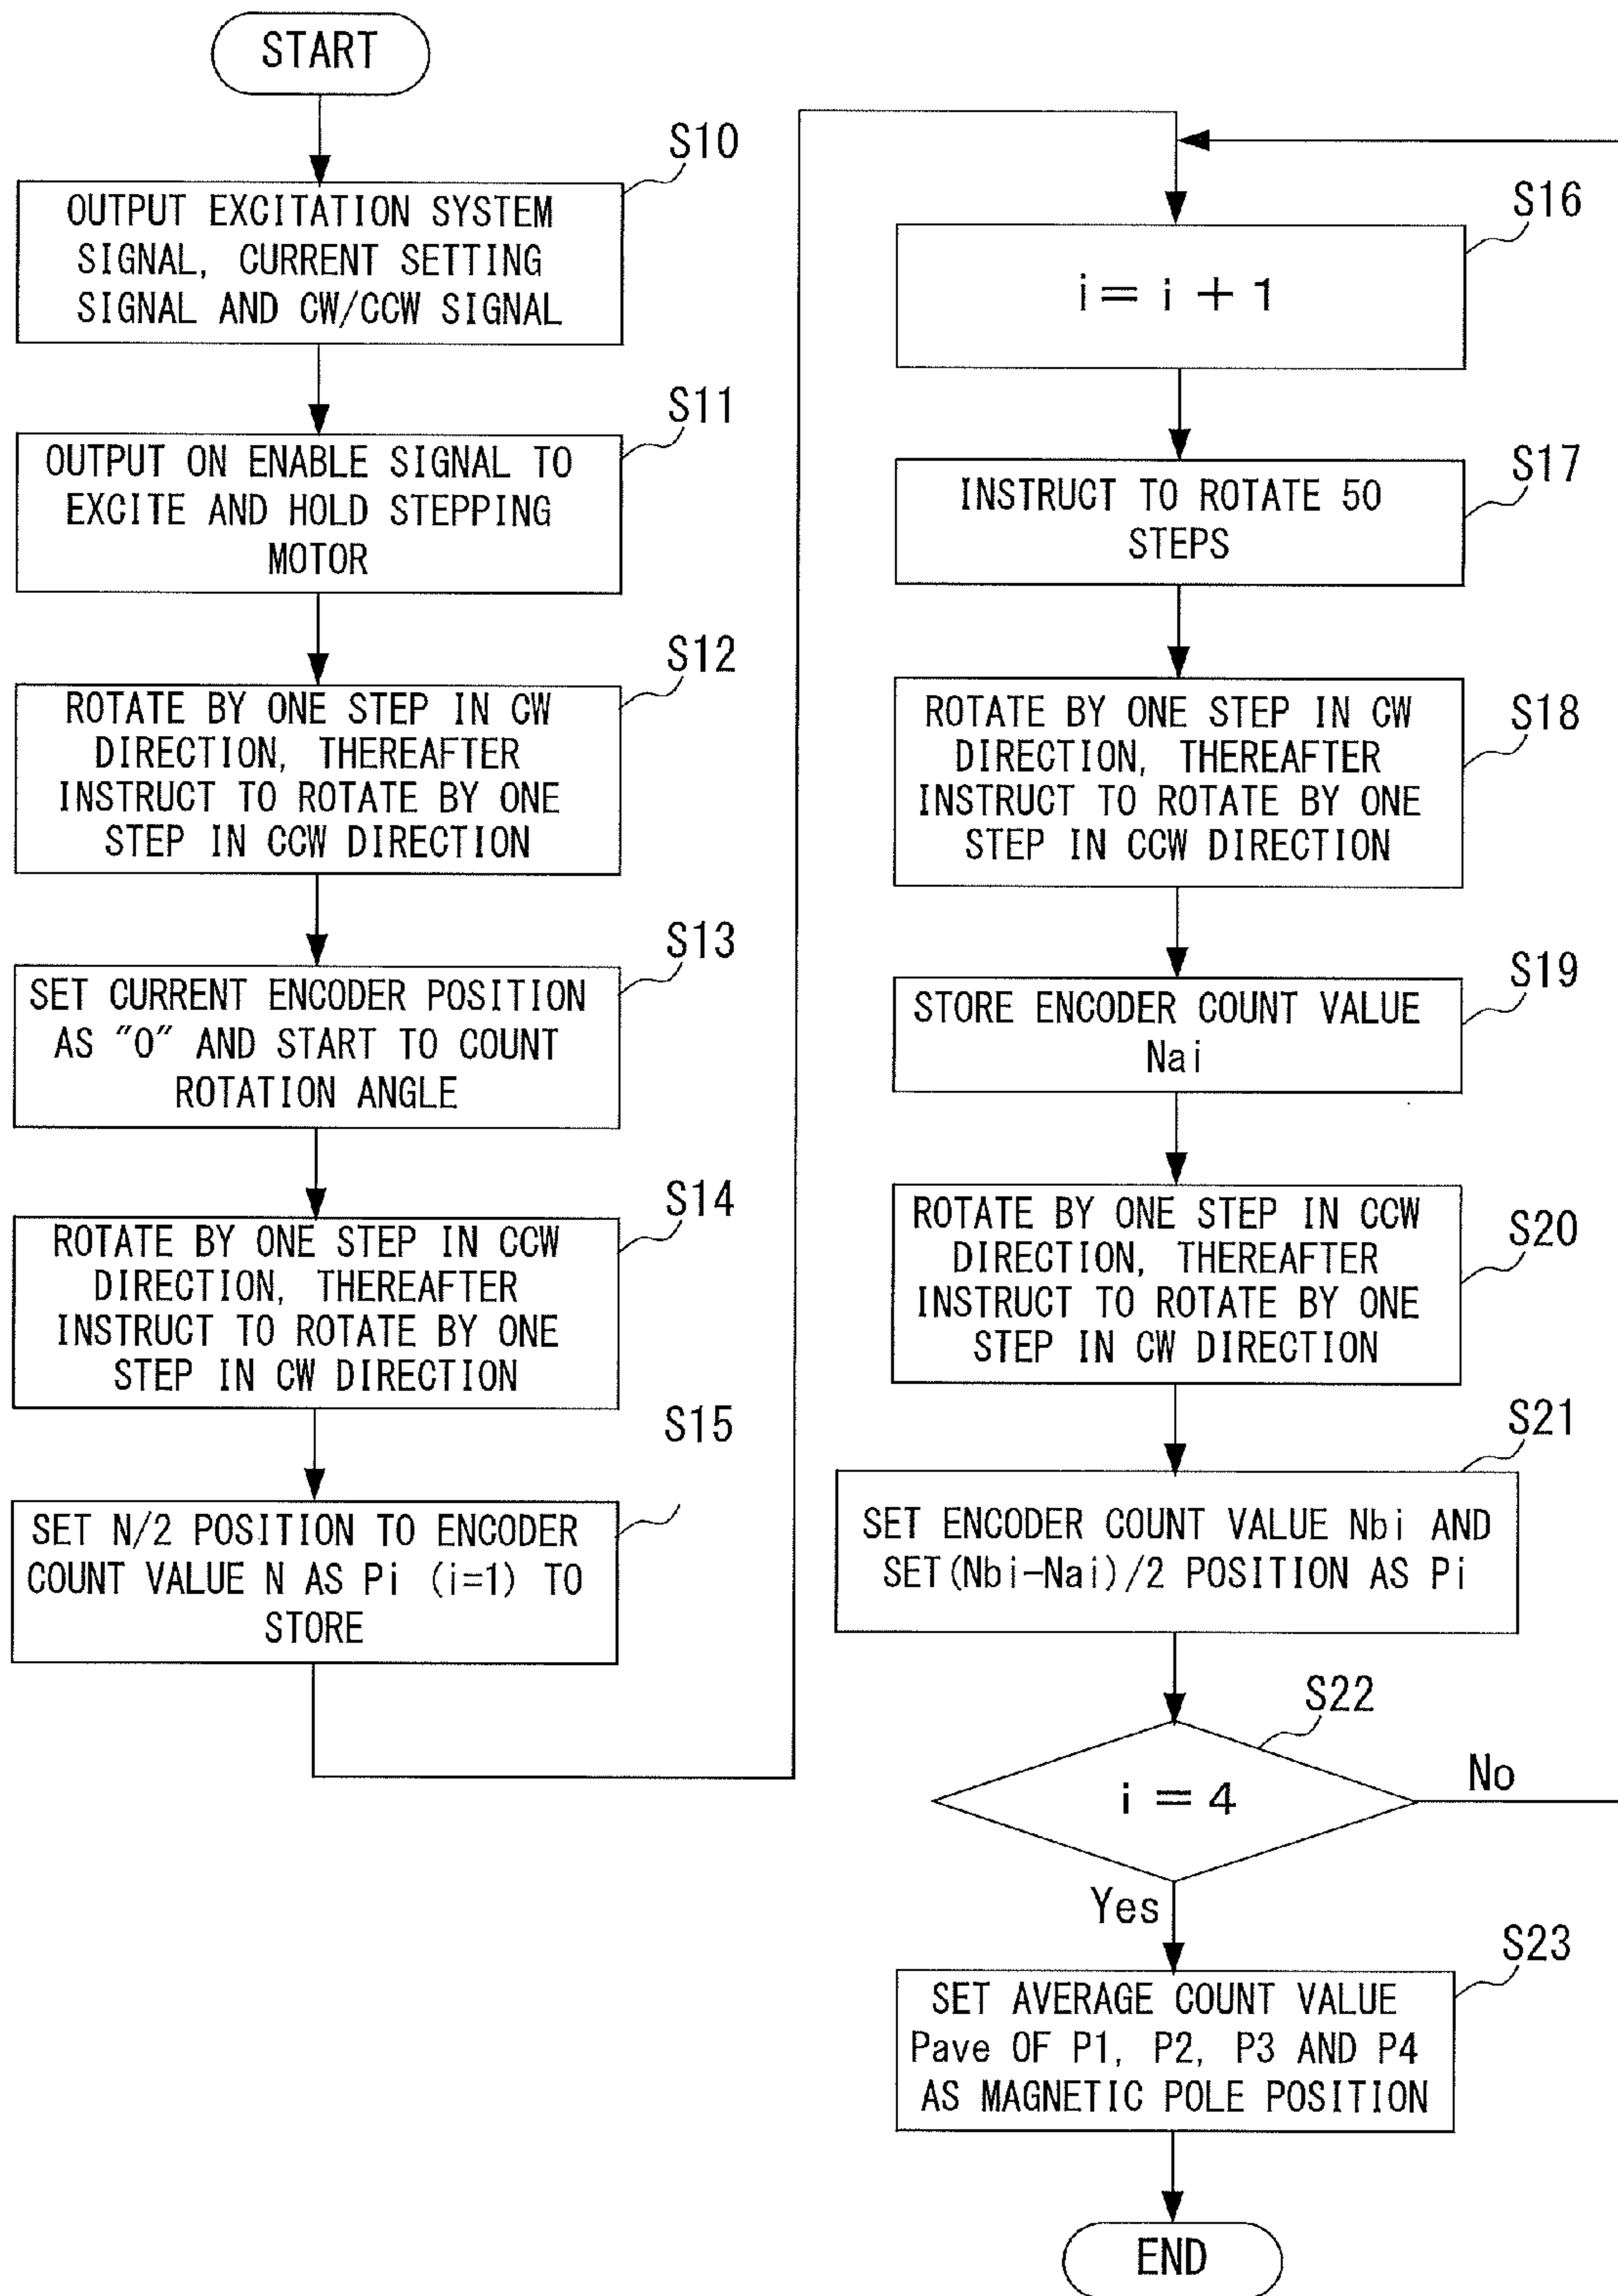 START
S10
OUTPUT EXCITATION SYSTEM
SIGNAL, CURRENT SETTING
SIGNAL AND CW/CCW SIGNAL
S11
OUTPUT ON ENABLE SIGNAL TO
EXCITE AND HOLD STEPPING
MOTOR
S12
ROTATE BY ONE STEP IN CW
DIRECTION, THEREAFTER
INSTRUCT TO ROTATE BY ONE
STEP IN CCW DIRECTION
S13
SET CURRENT ENCODER POSITION
AS "0" AND START TO COUNT
ROTATION ANGLE
S14
ROTATE BY ONE STEP IN CCW
DIRECTION, THEREAFTER
INSTRUCT TO ROTATE BY ONE
STEP IN CW DIRECTION
S15
SET N/2 POSITION TO ENCODER
COUNT VALUE N AS Pi (i=1) TO
STORE
S16
i = i + 1
S17
INSTRUCT TO ROTATE 50
STEPS
S18
ROTATE BY ONE STEP IN CW
DIRECTION, THEREAFTER
INSTRUCT TO ROTATE BY ONE
STEP IN CCW DIRECTION
S19
STORE ENCODER COUNT VALUE
Nai
S20
ROTATE BY ONE STEP IN CCW
DIRECTION, THEREAFTER
INSTRUCT TO ROTATE BY ONE
STEP IN CW DIRECTION
S21
SET ENCODER COUNT VALUE Nbi AND
SET(Nbi-Nai)/2 POSITION AS Pi
S22
i = 4
No
Yes
S23
SET AVERAGE COUNT VALUE
Pave OF P1, P2, P3 AND P4
AS MAGNETIC POLE POSITION
END